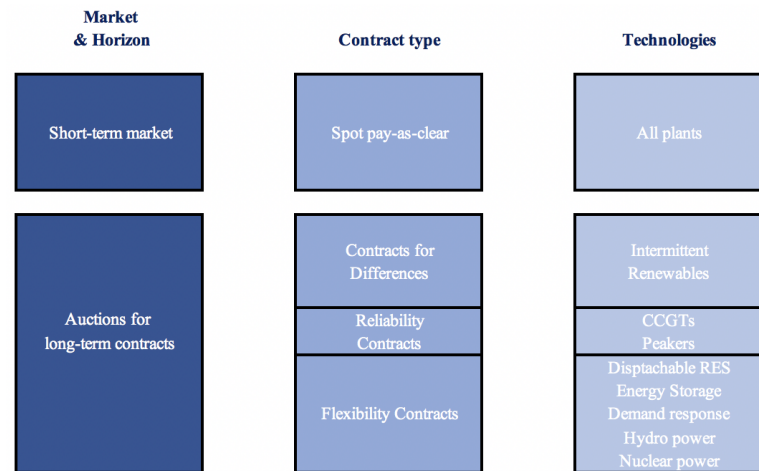 Market
& Horizon
Contract type
Technologies
Short-term market
Spot pay-as-clear
All plants
Auctions for
long-term contracts
Contracts for
Differences
Intermittent
Renewables
Reliability
Contracts
CCGTs
Peakers
Flexibility Contracts
Disptachable RES
Energy Storage
Demand response
Hydro power
Nuclear power